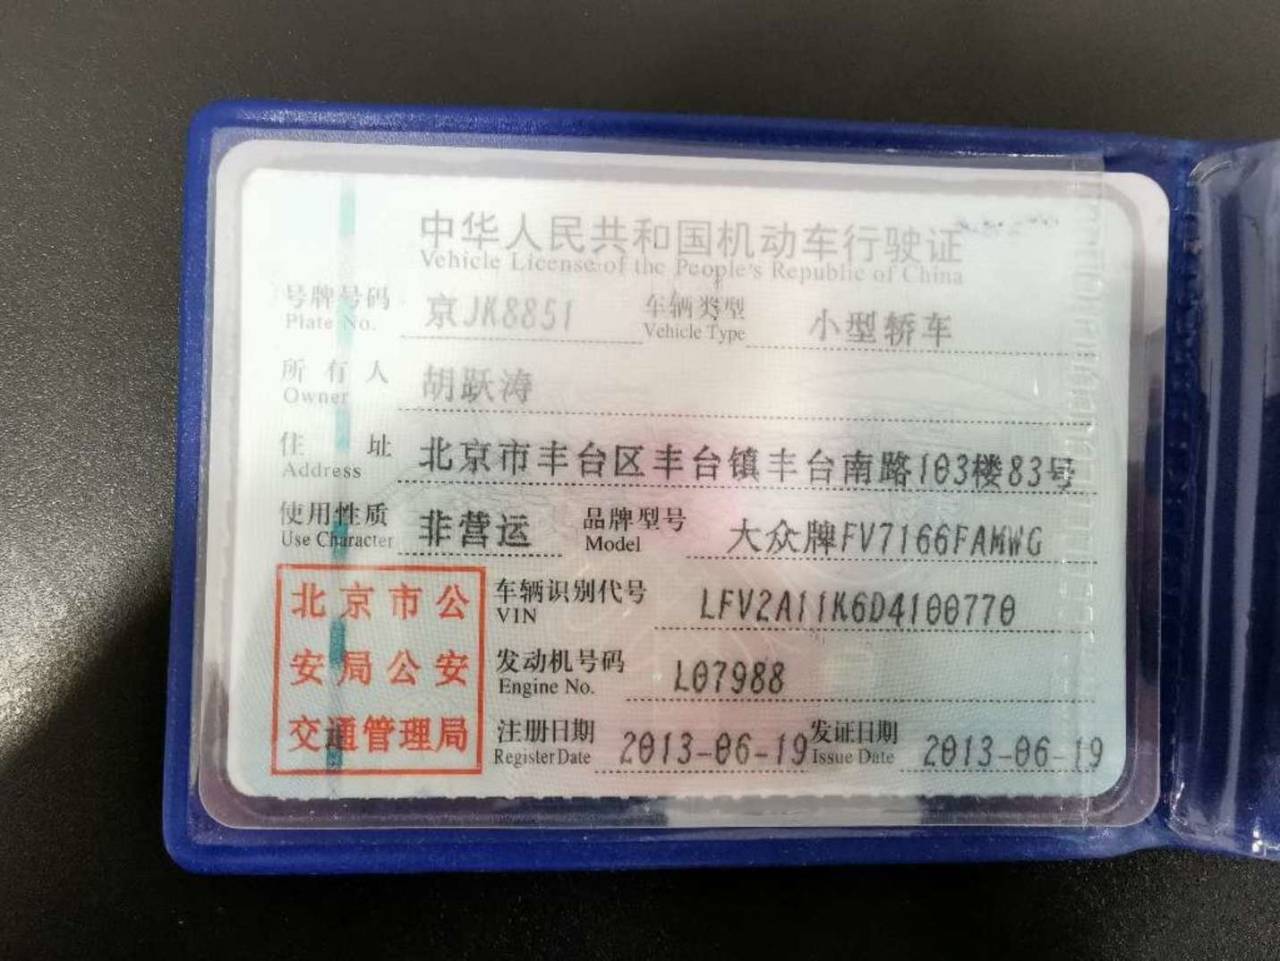 中华人民共和国机动车行驶证
Vehicle License of the People's Republic of China
号牌号码 京JK8851 车辆类型 小型轿车
Plate No. Vehicle Type
所有人 胡跃涛
Owner
住址 北京市丰台区丰台镇丰台南路103楼83号
Address
使用性质 非营运 品牌型号 大众牌FV7166FAMWG
Use Character Model
北京市公
安局公安
交通管理局
车辆识别代号 LFV2A11K6D4100770
VIN
发动机号码 L07988
Engine No.
注册日期 2013-06-19 发证日期 2013-06-19
Register Date Issue Date